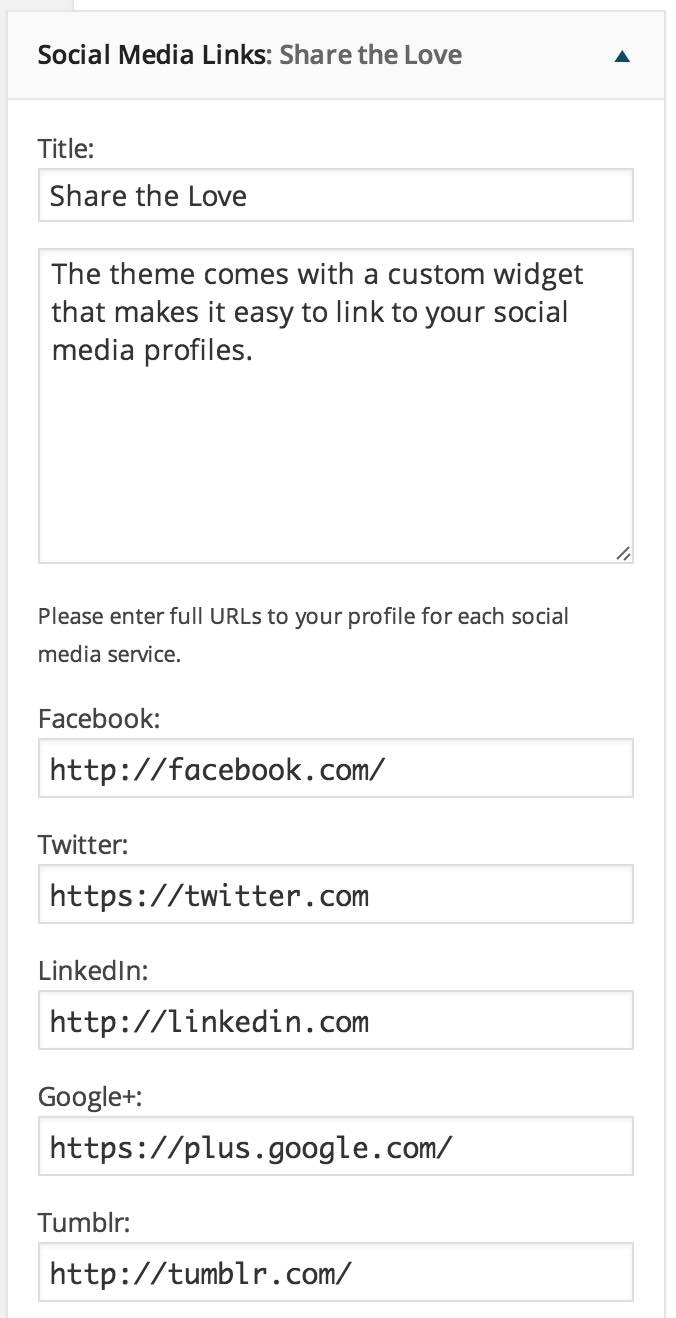 Social Media Links: Share the Love
Title:
Share the Love
The theme comes with a custom widget
that makes it easy to link to your social
media profiles.
Please enter full URLs to your profile for each social
media service.
Facebook:
http://facebook.com/
Twitter:
https://twitter.com
LinkedIn:
http://linkedin.com
Google+:
https://plus.google.com/
Tumblr:
http://tumblr.com/